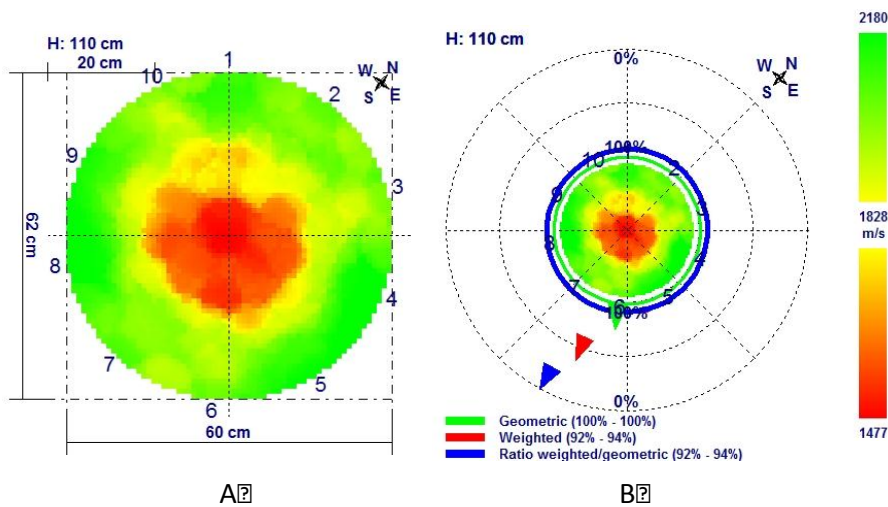 H: 110 cm
20 cm
1
10
2
W N
S E
9
3
62 cm
8
4
7
5
6
60 cm
A
H: 110 cm
0%
W N
S E
100%
10
2
9
3
8
4
7
5
6
100%
0%
Geometric (100% - 100%)
Weighted (92% - 94%)
Ratio weighted/geometric (92% - 94%)
B
2180
1828
m/s
1477